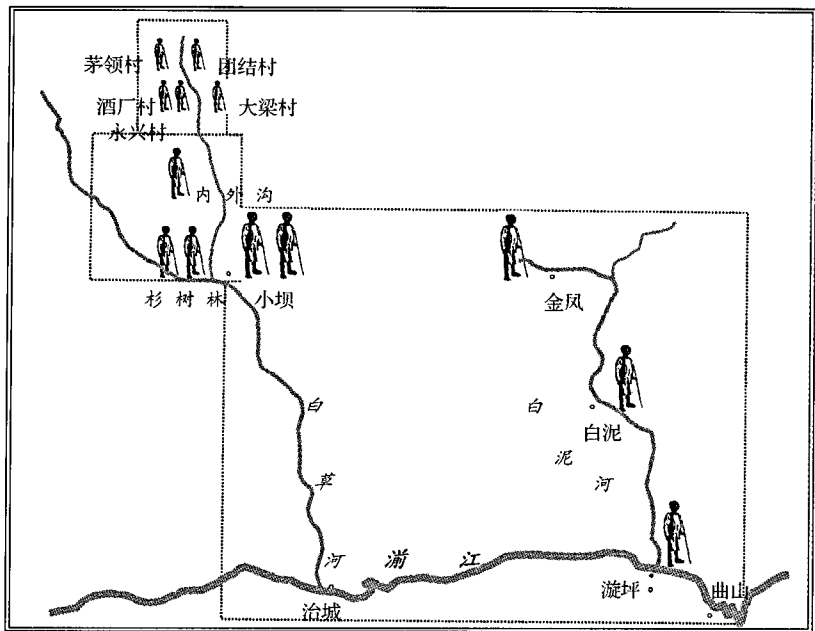 茅领村 团结村
酒厂村 大梁村
永兴村
内外沟
杉树林 小坝
金凤
白泥
白泥河
白草河
湔江
治城
漩坪
曲山